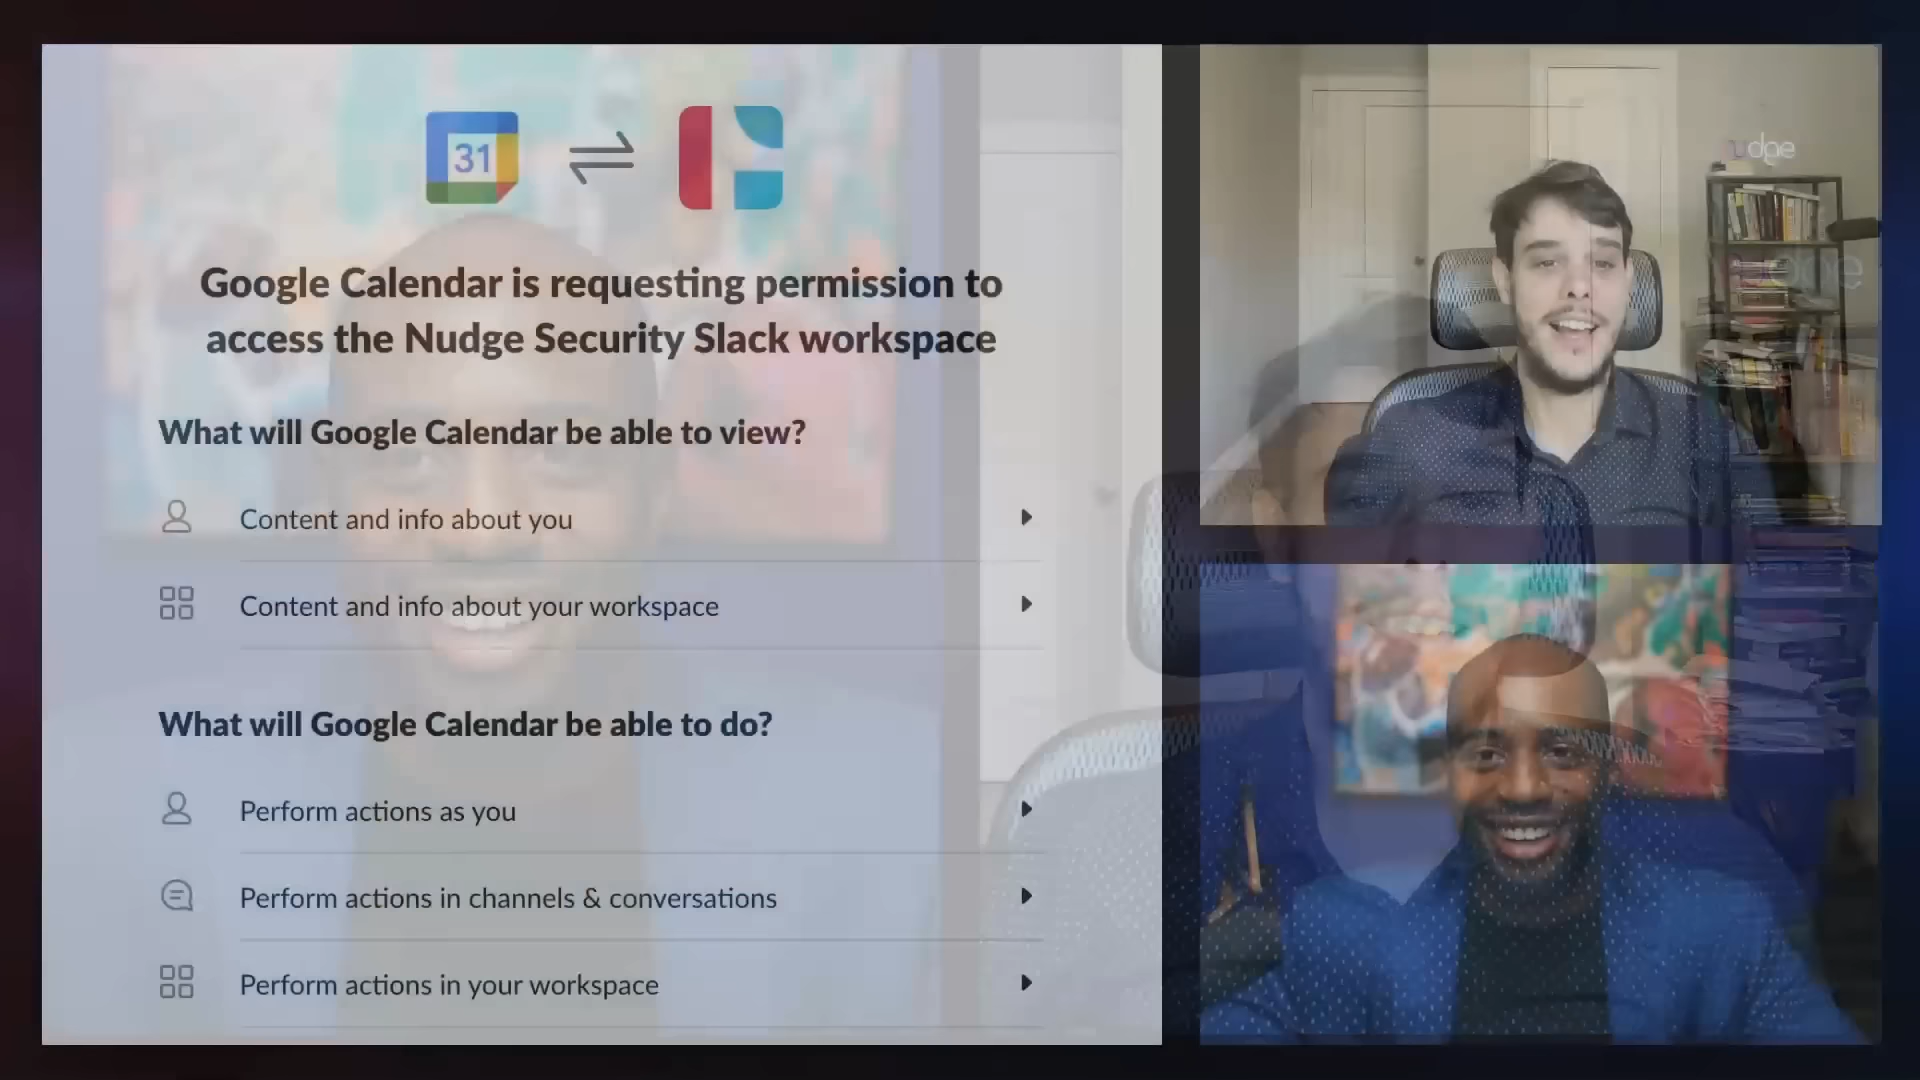 31
Google Calendar is requesting permission to
access the Nudge Security Slack workspace
What will Google Calendar be able to view?
Content and info about you
Content and info about your workspace
What will Google Calendar be able to do?
Perform actions as you
Perform actions in channels & conversations
Perform actions in your workspace
nudge